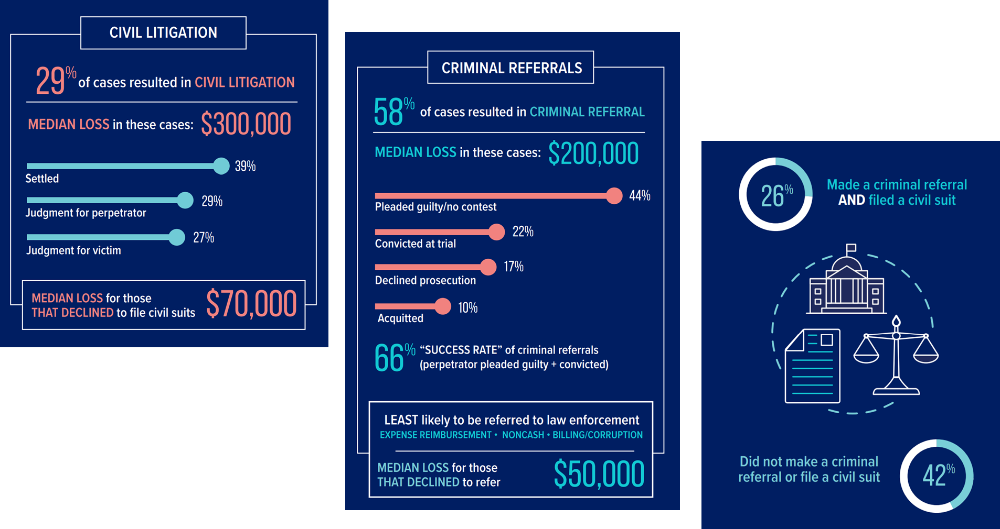 CIVIL LITIGATION
29% of cases resulted in CIVIL LITIGATION
MEDIAN LOSS in these cases: $300,000
39%
Settled
29%
Judgment for perpetrator
27%
Judgment for victim
MEDIAN LOSS for those
THAT DECLINED to file civil suits
$70,000
CRIMINAL REFERRALS
58% of cases resulted in CRIMINAL REFERRAL
MEDIAN LOSS in these cases: $200,000
44%
Pleaded guilty/no contest
22%
Convicted at trial
17%
Declined prosecution
10%
Acquitted
66% “SUCCESS RATE” of criminal referrals
(perpetrator pleaded guilty + convicted)
LEAST likely to be referred to law enforcement
EXPENSE REIMBURSEMENT • NONCASH • BILLING/CORRUPTION
MEDIAN LOSS for those
THAT DECLINED to refer
$50,000
26%
Made a criminal referral
AND filed a civil suit
Did not make a criminal
referral or file a civil suit
42%